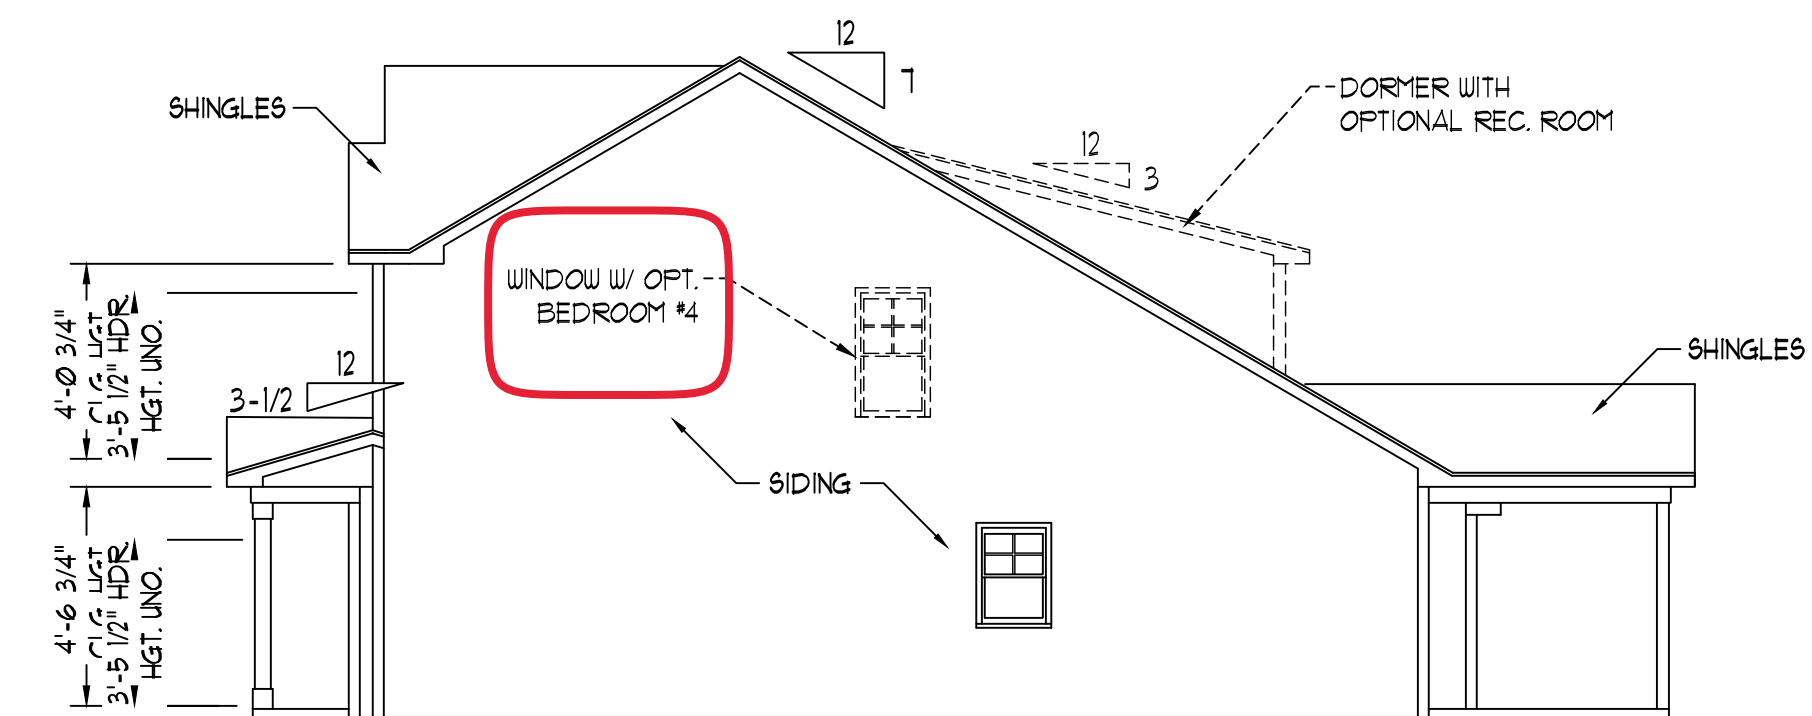 12
7
SHINGLES
DORMER WITH
OPTIONAL REC. ROOM
12
3
WINDOW W/ OPT.
BEDROOM #4
SHINGLES
12
3-1/2
SIDING
4'-0 3/4"
3'-5 1/2" HDR.
HGT. UNO.
4'-6 3/4"
3'-5 1/2" HDR.
HGT. UNO.